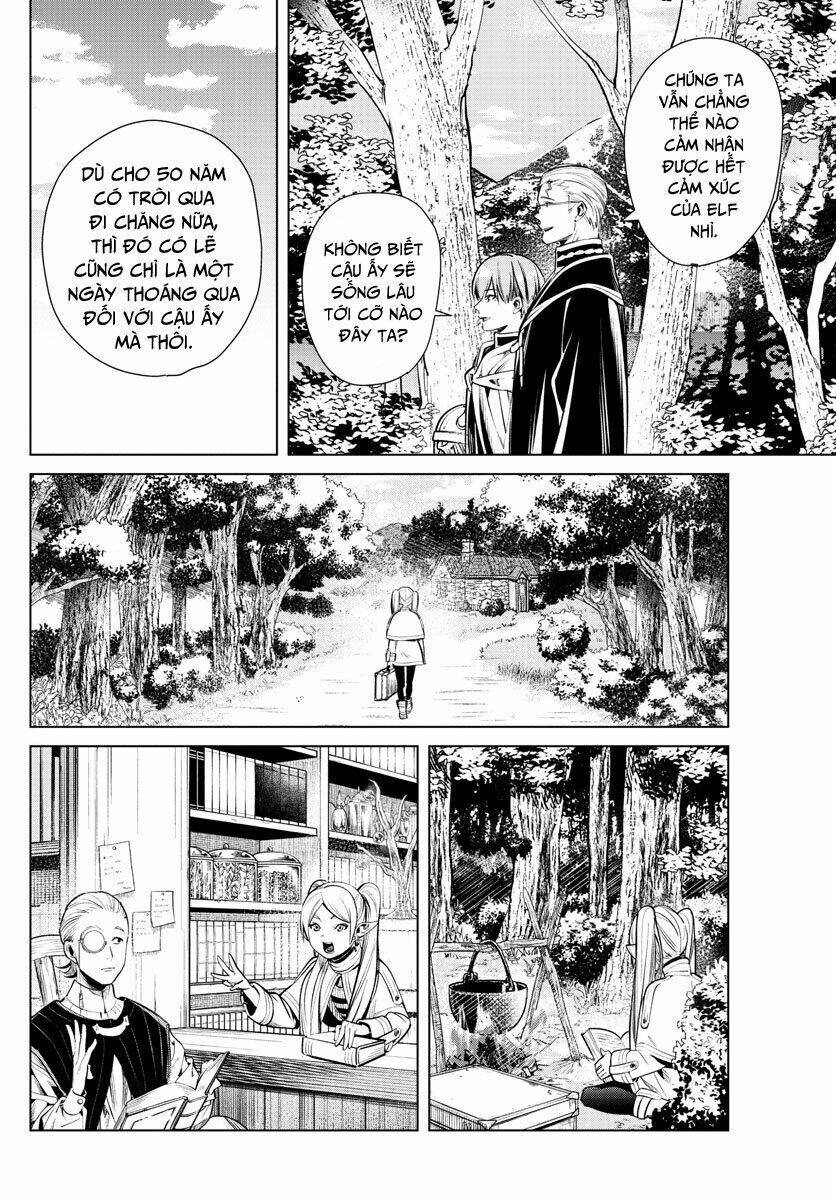 CHÚNG TA
VẪN CHẲNG
THỂ NÀO
CẢM NHẬN
ĐƯỢC HẾT
CẢM XÚC
CỦA ELF
NHỈ.
KHÔNG BIẾT
CẬU ẤY SẼ
SỐNG LÂU
TỚI CỠ NÀO
ĐÂY TA?
DÙ CHO 50 NĂM
CÓ TRÔI QUA
ĐI CHĂNG NỮA,
THÌ ĐÓ CÓ LẼ
CŨNG CHỈ LÀ MỘT
NGÀY THOÁNG QUA
ĐỐI VỚI CẬU ẤY
MÀ THÔI.